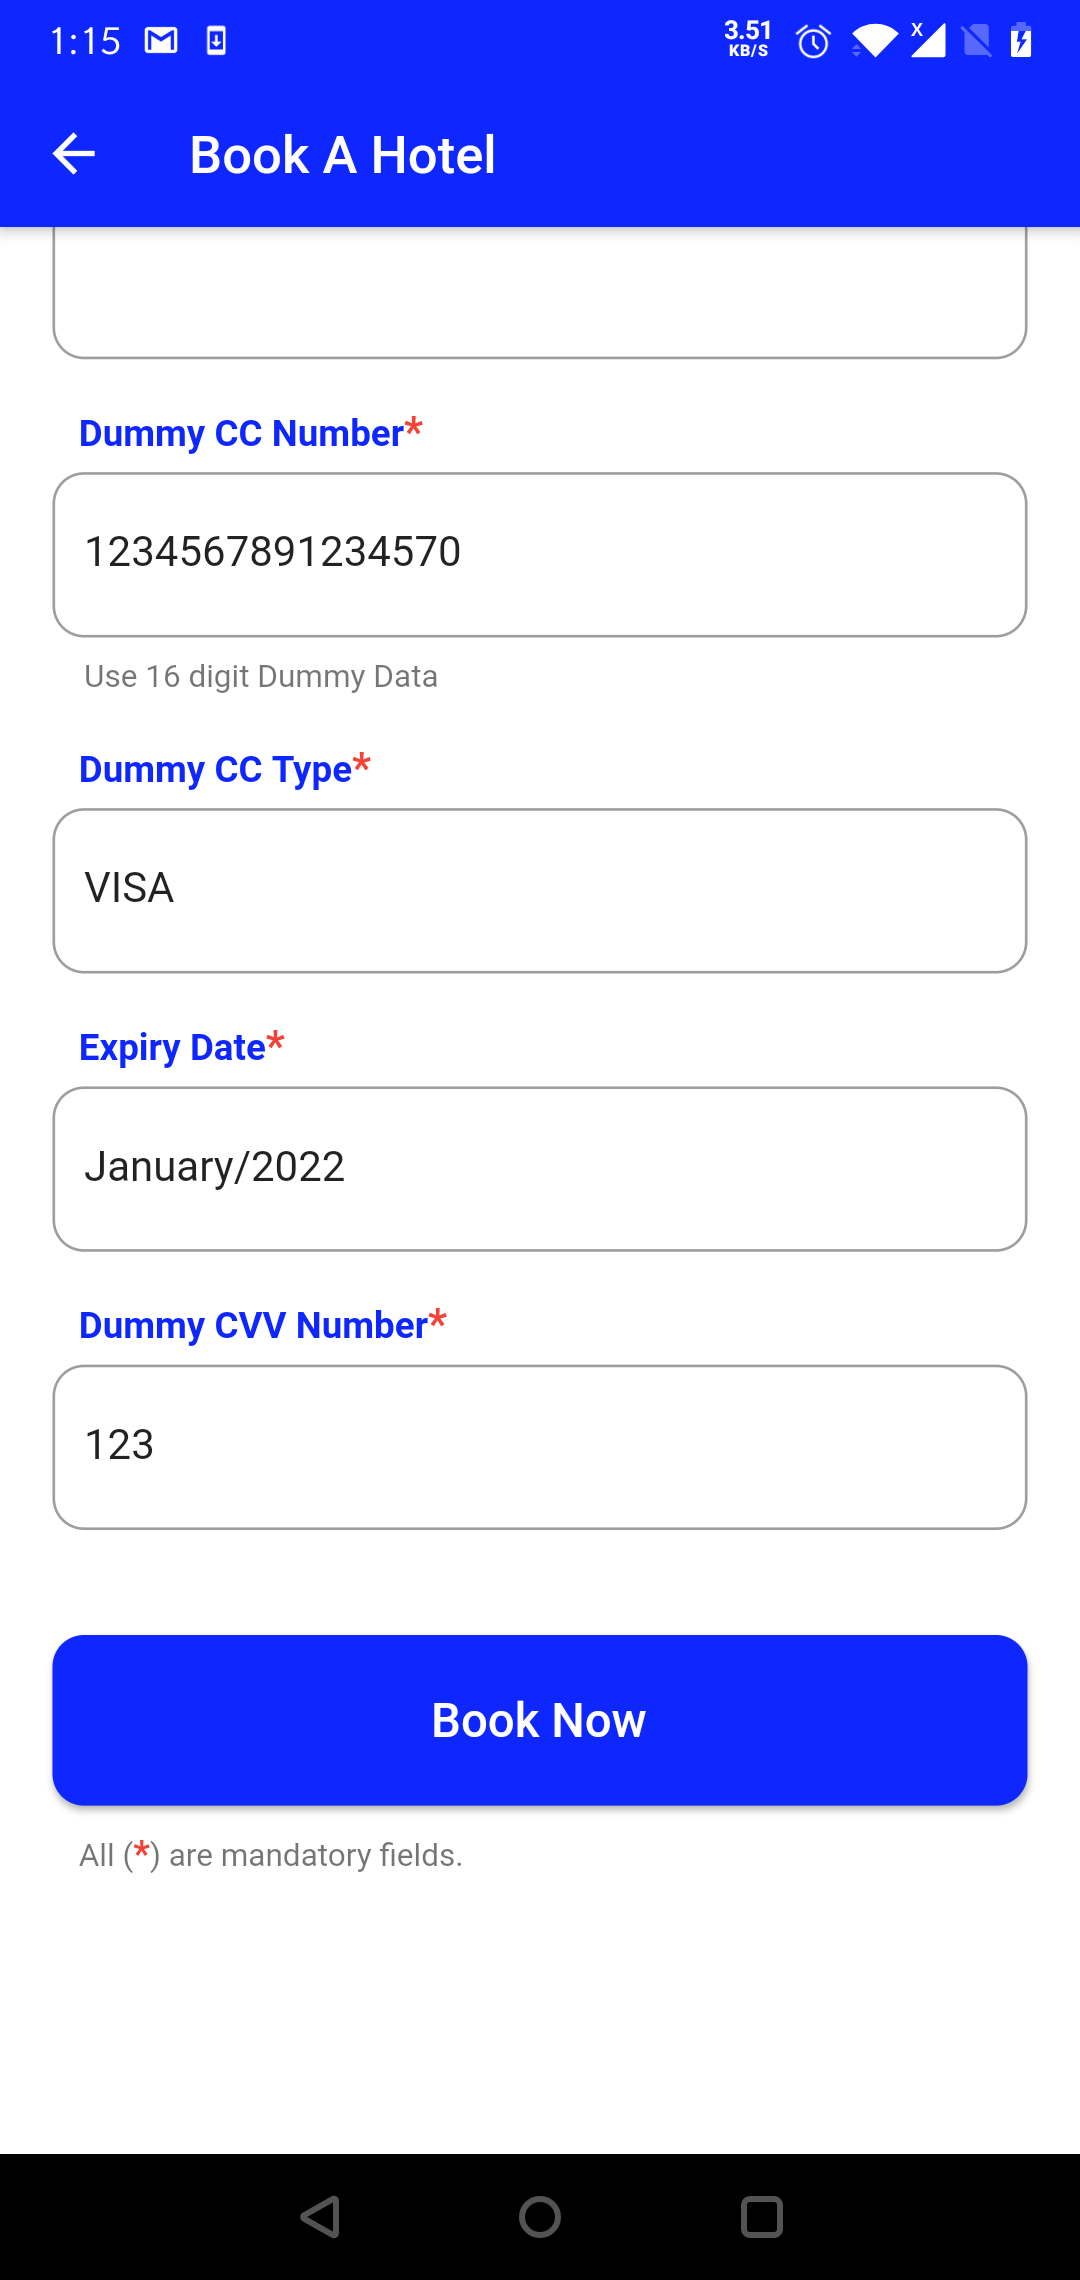 1:15
3.51
KB/S
X
Book A Hotel
Dummy CC Number*
1234567891234570
Use 16 digit Dummy Data
Dummy CC Type*
VISA
Expiry Date*
January/2022
Dummy CVV Number*
123
Book Now
All (*) are mandatory fields.